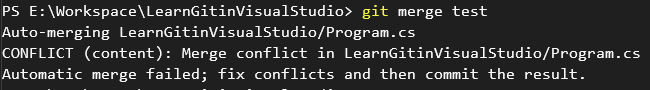 PS E:\Workspace\LearnGitinVisualStudio> git merge test
Auto-merging LearnGitinVisualStudio/Program.cs
CONFLICT (content): Merge conflict in LearnGitinVisualStudio/Program.cs
Automatic merge failed; fix conflicts and then commit the result.